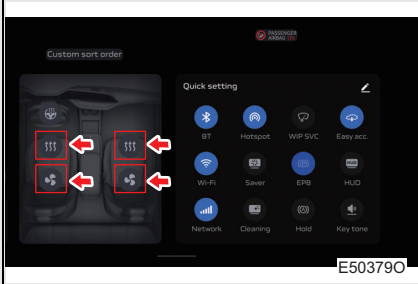 PASSENGER
AIRBAG ON
Custom sort order
Quick setting
BT
Hotspot
WIP SVC
Easy acc.
Wi-Fi
Saver
EPB
HUD
Network
Cleaning
Hold
Key tone
E50379O